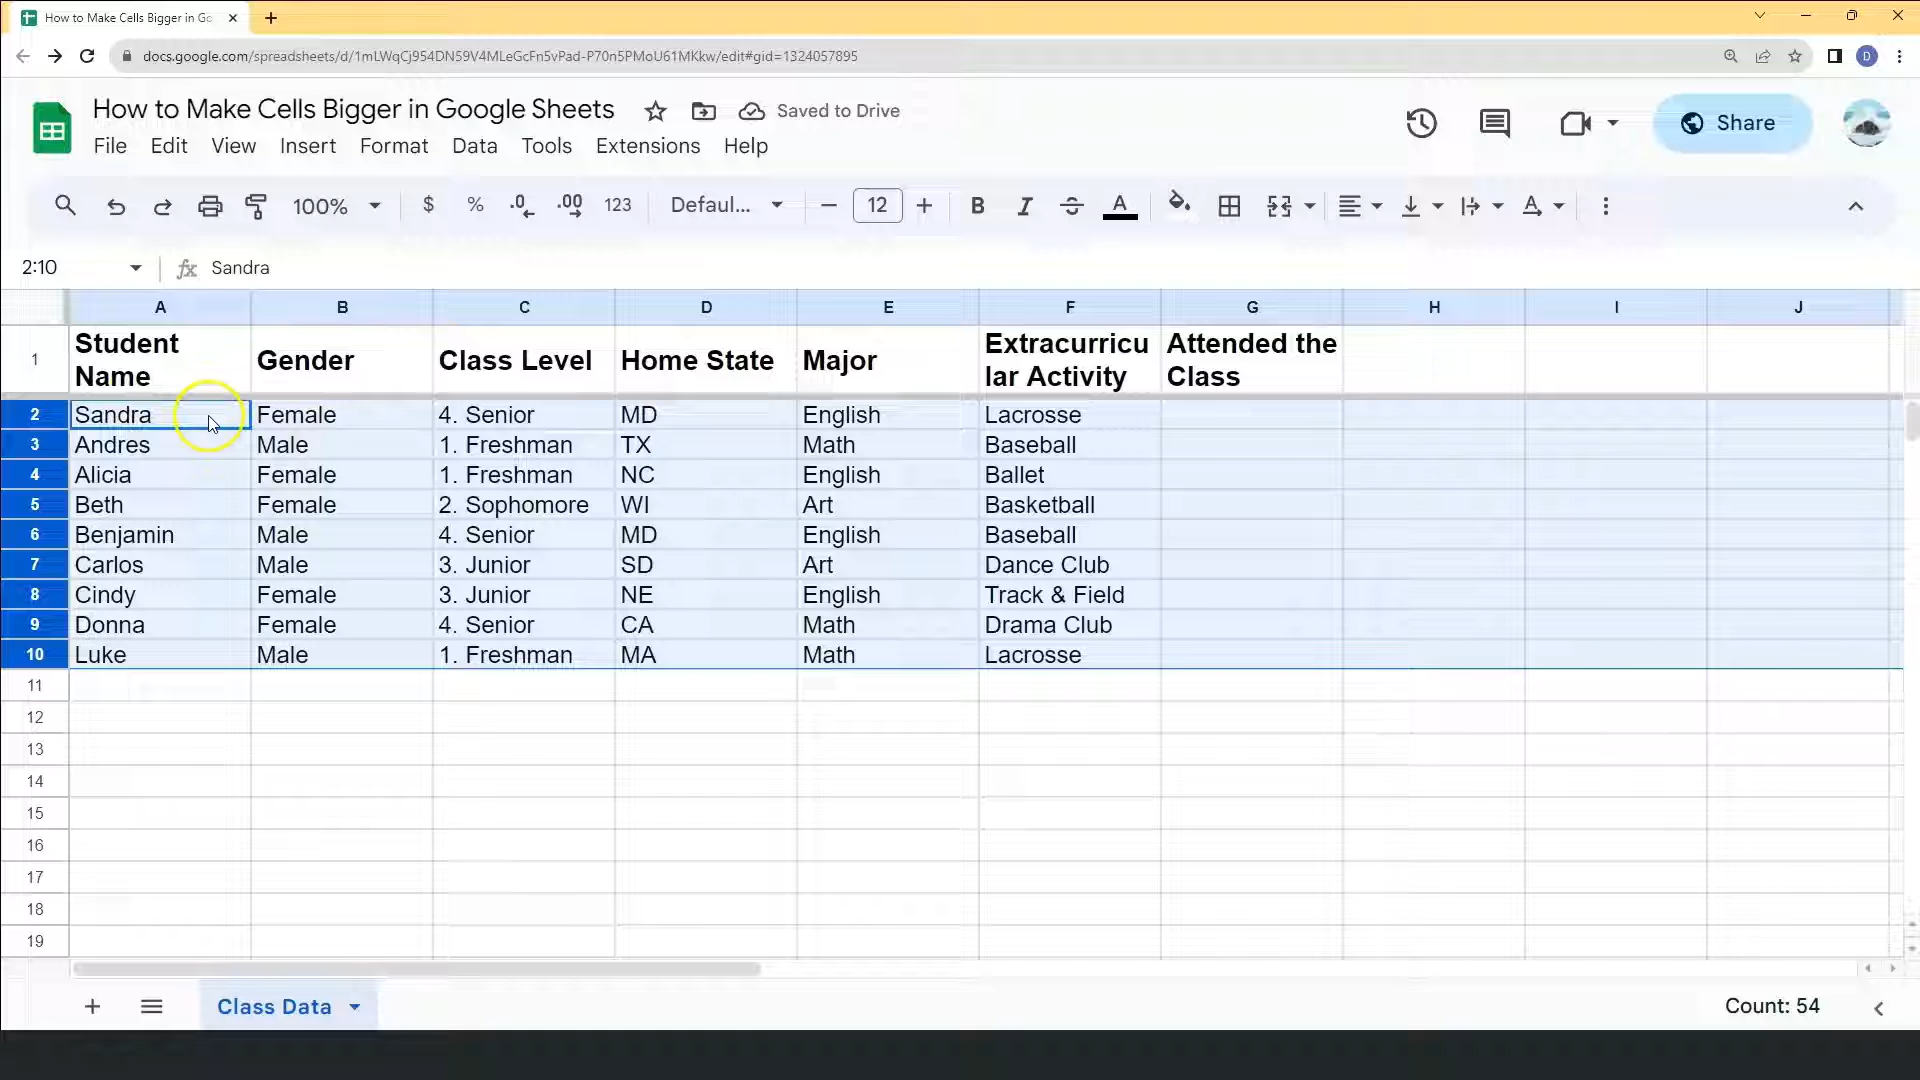 How to Make Cells Bigger in Go
docs.google.com/spreadsheets/d/1mLWqCj954DN59V4MLeGcFn5vPad-P70n5PMoU61MKkw/edit#gid=1324057895
D
How to Make Cells Bigger in Google Sheets
Saved to Drive
Share
File Edit View Insert Format Data Tools Extensions Help
100% $ % .0 .00 123 Defaul... 12 B I A A
2:10 fx Sandra
A B C D E F G H I J
1 Student Name Gender Class Level Home State Major Extracurricular Activity Attended the Class
2 Sandra Female 4. Senior MD English Lacrosse
3 Andres Male 1. Freshman TX Math Baseball
4 Alicia Female 1. Freshman NC English Ballet
5 Beth Female 2. Sophomore WI Art Basketball
6 Benjamin Male 4. Senior MD English Baseball
7 Carlos Male 3. Junior SD Art Dance Club
8 Cindy Female 3. Junior NE English Track & Field
9 Donna Female 4. Senior CA Math Drama Club
10 Luke Male 1. Freshman MA Math Lacrosse
11
12
13
14
15
16
17
18
19
Class Data
Count: 54